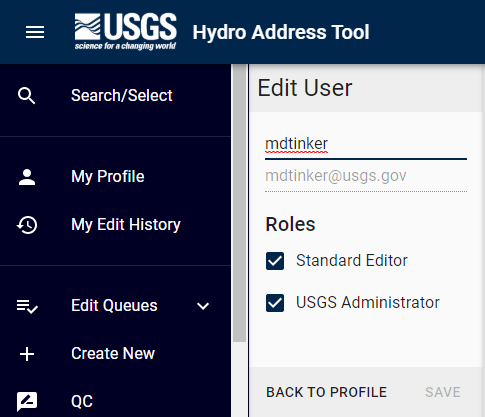 USGS
science for a changing world
Hydro Address Tool
Search/Select
My Profile
My Edit History
Edit Queues
Create New
QC
Edit User
mdtinker
mdtinker@usgs.gov
Roles
Standard Editor
USGS Administrator
BACK TO PROFILE
SAVE